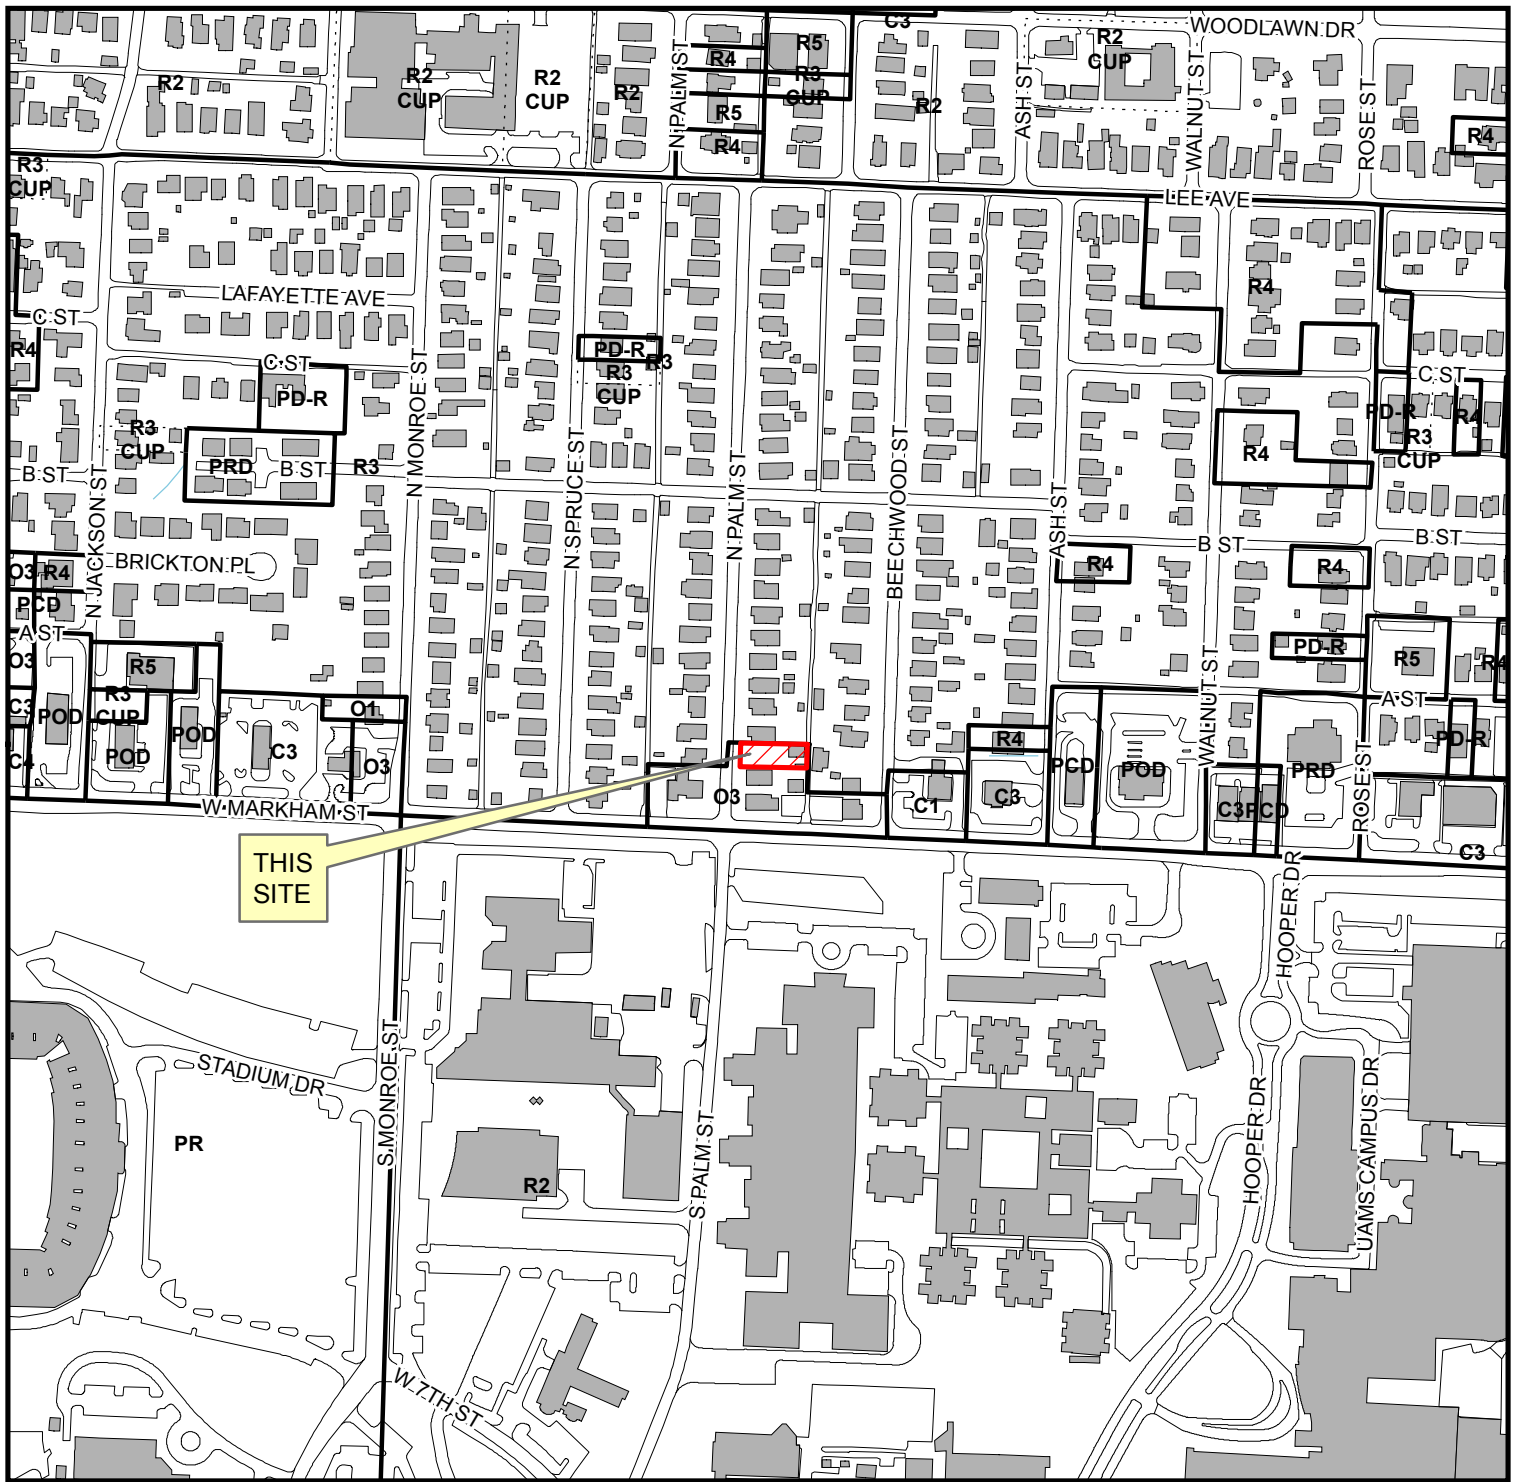 C3
WOODLAWN DR
R5
R4
R2
CUP
R2
R2
CUP
R2
CUP
R3
CUP
R2
R2
R5
R4
R4
N PALM ST
ASH ST
WALNUT ST
ROSE ST
R3
CUP
LEE AVE
LAFAYETTE AVE
R4
C ST
R4
C ST
PD-R
PD-R
R3
R3
CUP
N MONROE ST
C ST
PD-R
R4
R3
CUP
R3
CUP
PRD
B ST
R3
B ST
R4
N JACKSON ST
N SPRUCE ST
N PALM ST
BEECHWOOD ST
ASH ST
B ST
B ST
BRICKTON PL
O3
R4
R4
R4
PCD
A ST
O3
R5
PD-R
R5
R4
WALNUT ST
R3
CUP
C3
POD
POD
POD
O1
A ST
C3
O3
C4
R4
PCD
POD
PRD
PD-R
ROSE ST
O3
C1
C3
C3
PCD
W MARKHAM ST
C3
THIS
SITE
HOOPER DR
STADIUM DR
S MONROE ST
PR
R2
S PALM ST
HOOPER DR
UAMS CAMPUS DR
W 7TH ST